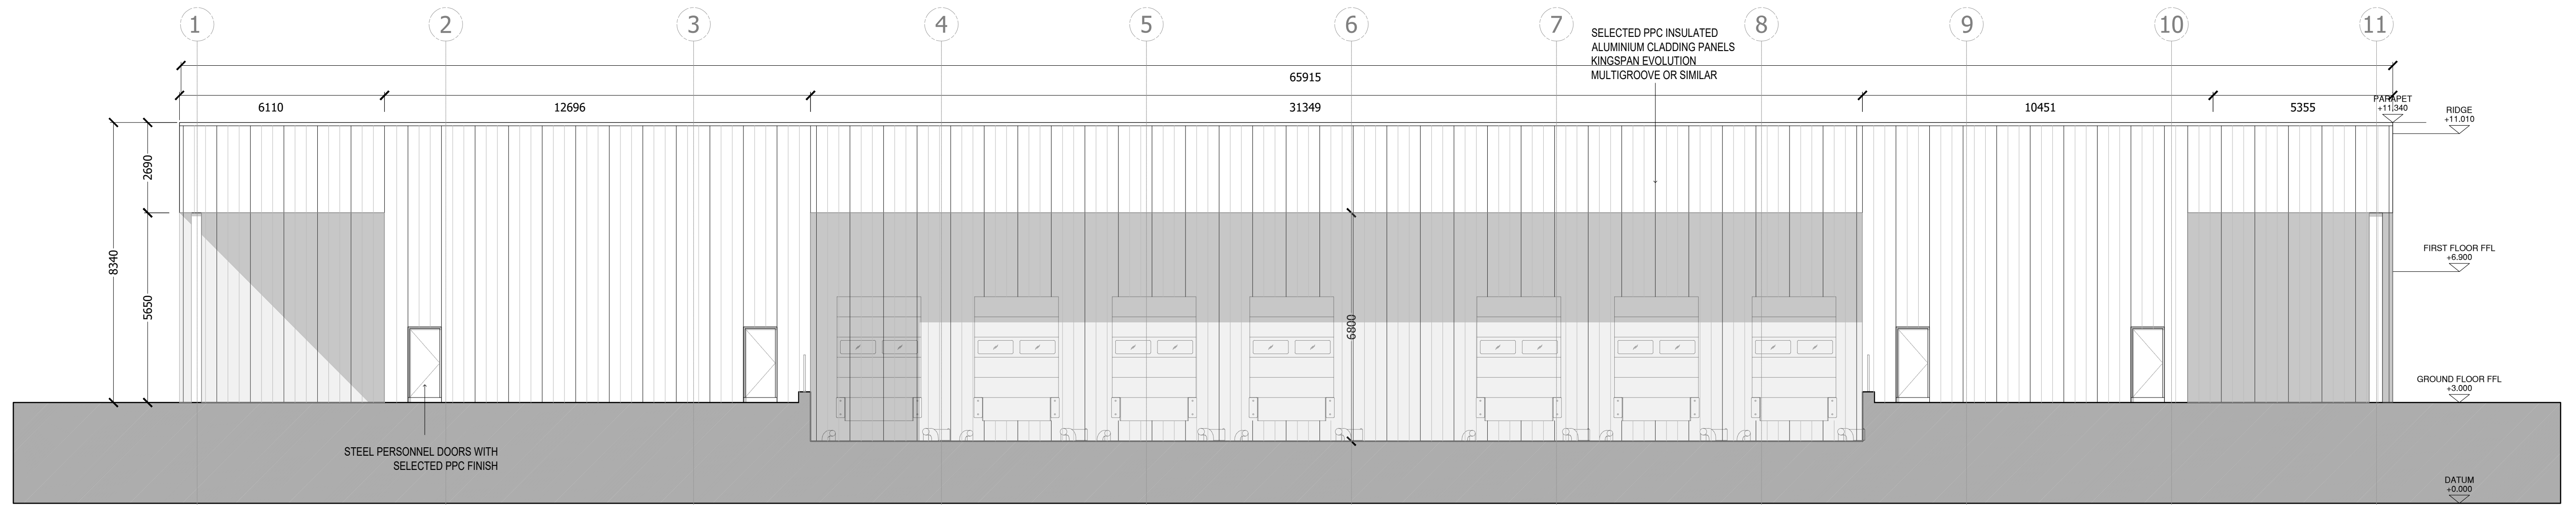 1 2 3 4 5 6 7 8 9 10 11
SELECTED PPC INSULATED
ALUMINIUM CLADDING PANELS
KINGSPAN EVOLUTION
MULTIGROOVE OR SIMILAR
65915
6110 12696 31349 10451 5355
PARAPET
+11.340
RIDGE
+11.010
2690
8340
5650
6800
FIRST FLOOR FFL
+6.900
GROUND FLOOR FFL
+3.000
STEEL PERSONNEL DOORS WITH
SELECTED PPC FINISH
DATUM
+0.000